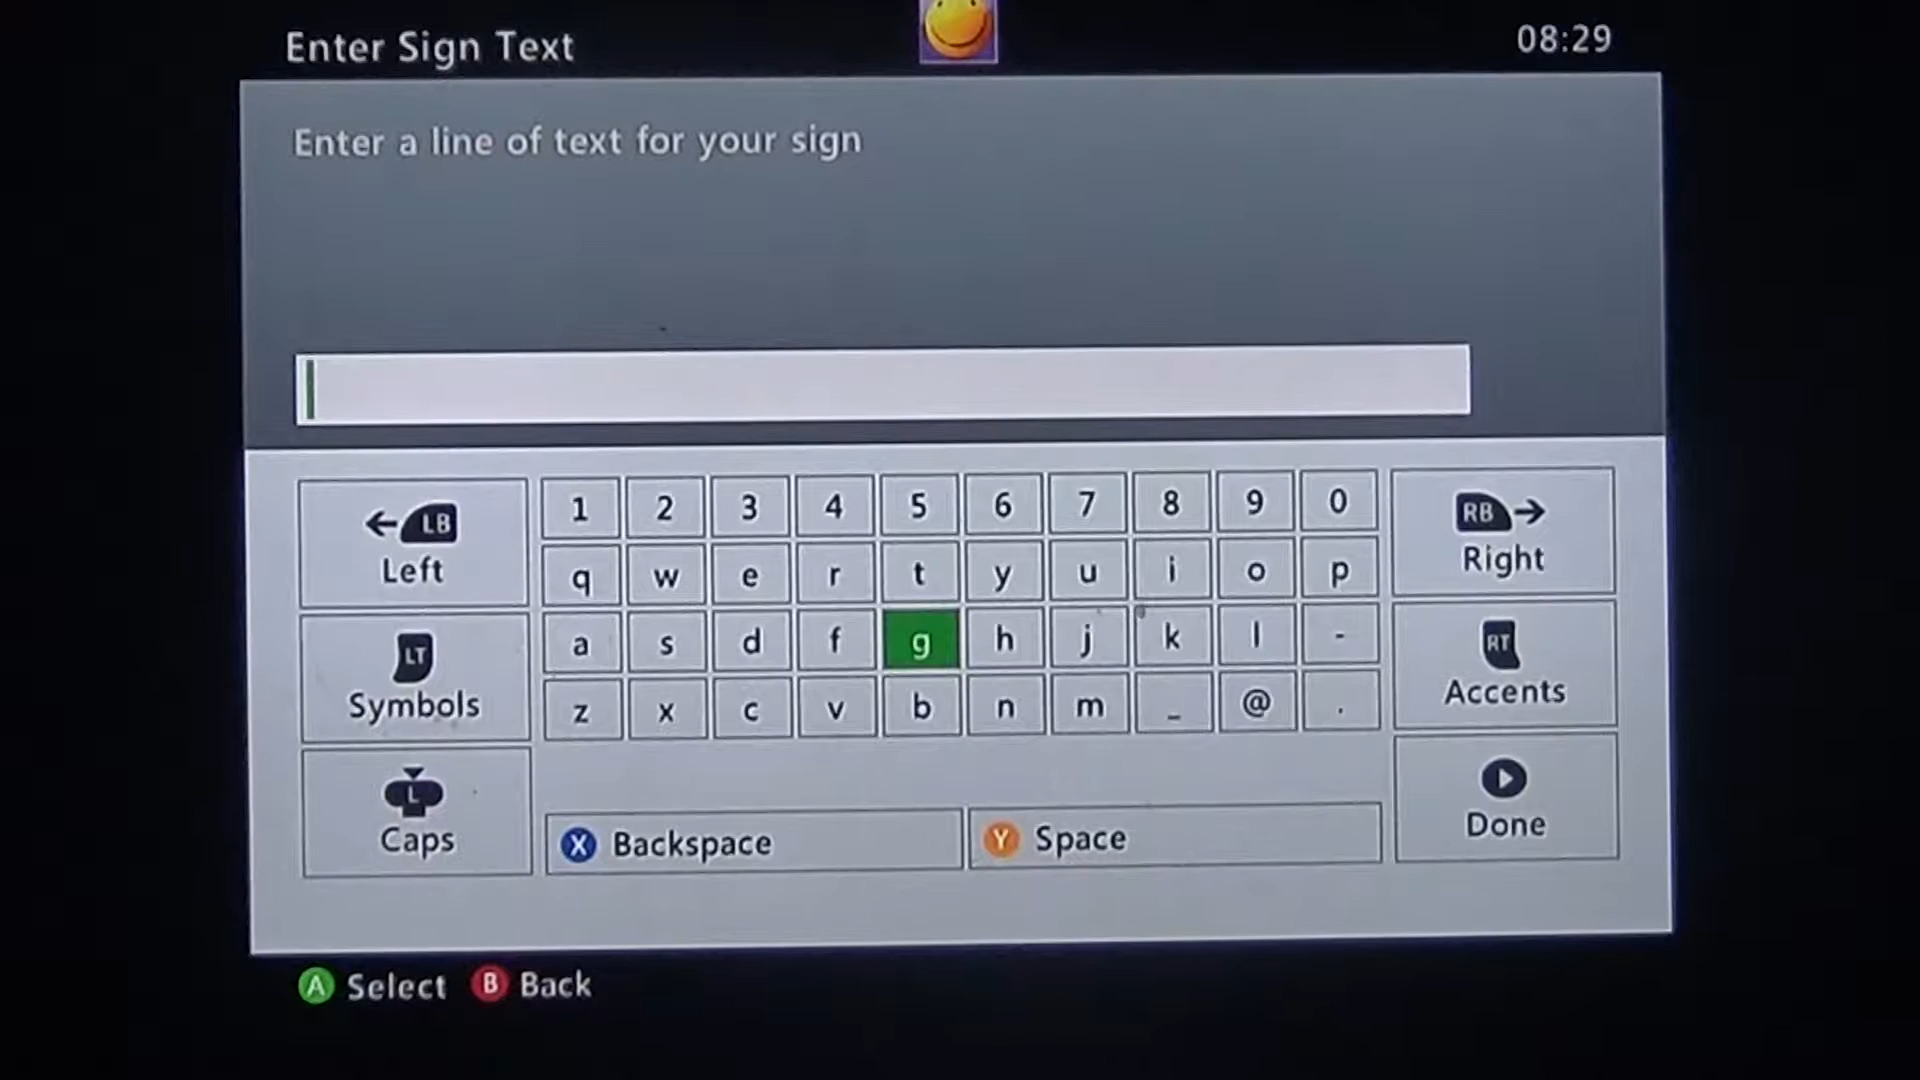 Enter Sign Text
08:29
Enter a line of text for your sign
LB
Left
1 2 3 4 5 6 7 8 9 0
RB
Right
q w e r t y u i o p
LT
Symbols
a s d f g h j k l -
RT
Accents
z x c v b n m _ @ .
L
Caps
X Backspace
Y Space
Done
A Select B Back